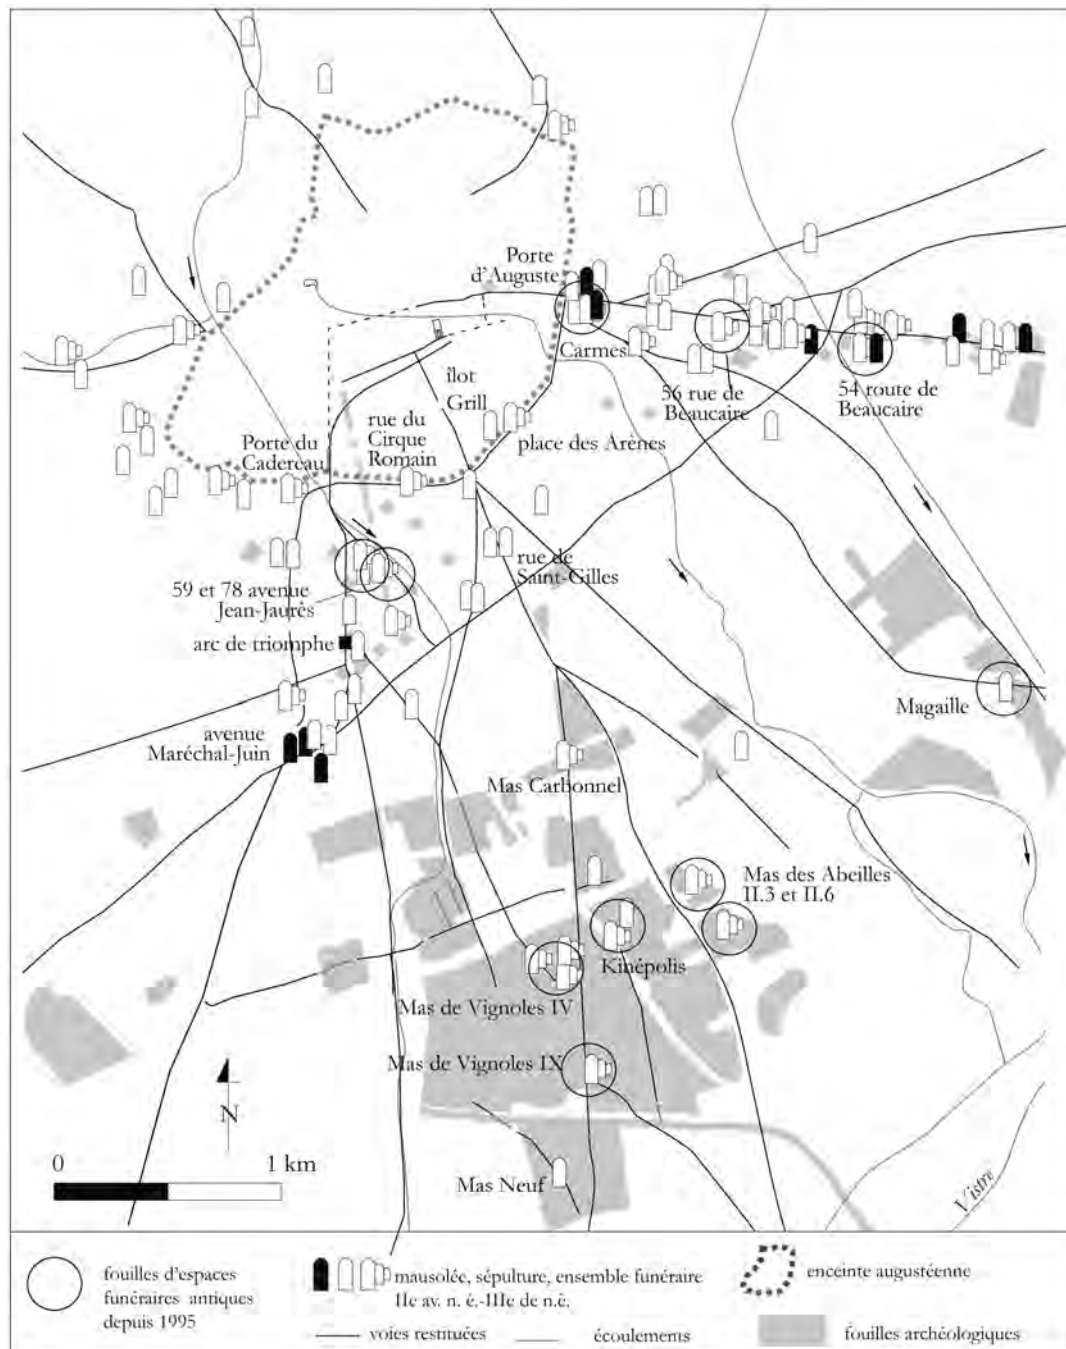 Porte
d'Auguste
Carmes
56 rue de
Beaucaire
54 route de
Beaucaire
îlot
Grill
rue du
Cirque
Romain
place des Arènes
Porte du
Cadereau
rue de
Saint-Gilles
59 et 78 avenue
Jean-Jaurès
arc de triomphe
Magaille
avenue
Maréchal-Juin
Mas Carbonnel
Mas des Abeilles
II.3 et II.6
Kinépolis
Mas de Vignoles IV
Mas de Vignoles IX
N
0 1 km
Mas Neuf
Vistre
fouilles d'espaces
funéraires antiques
depuis 1995
mausolée, sépulture, ensemble funéraire
IIe av. n. é.-IIIe de n.è.
enceinte augustéenne
voies restituées
écoulements
fouilles archéologiques